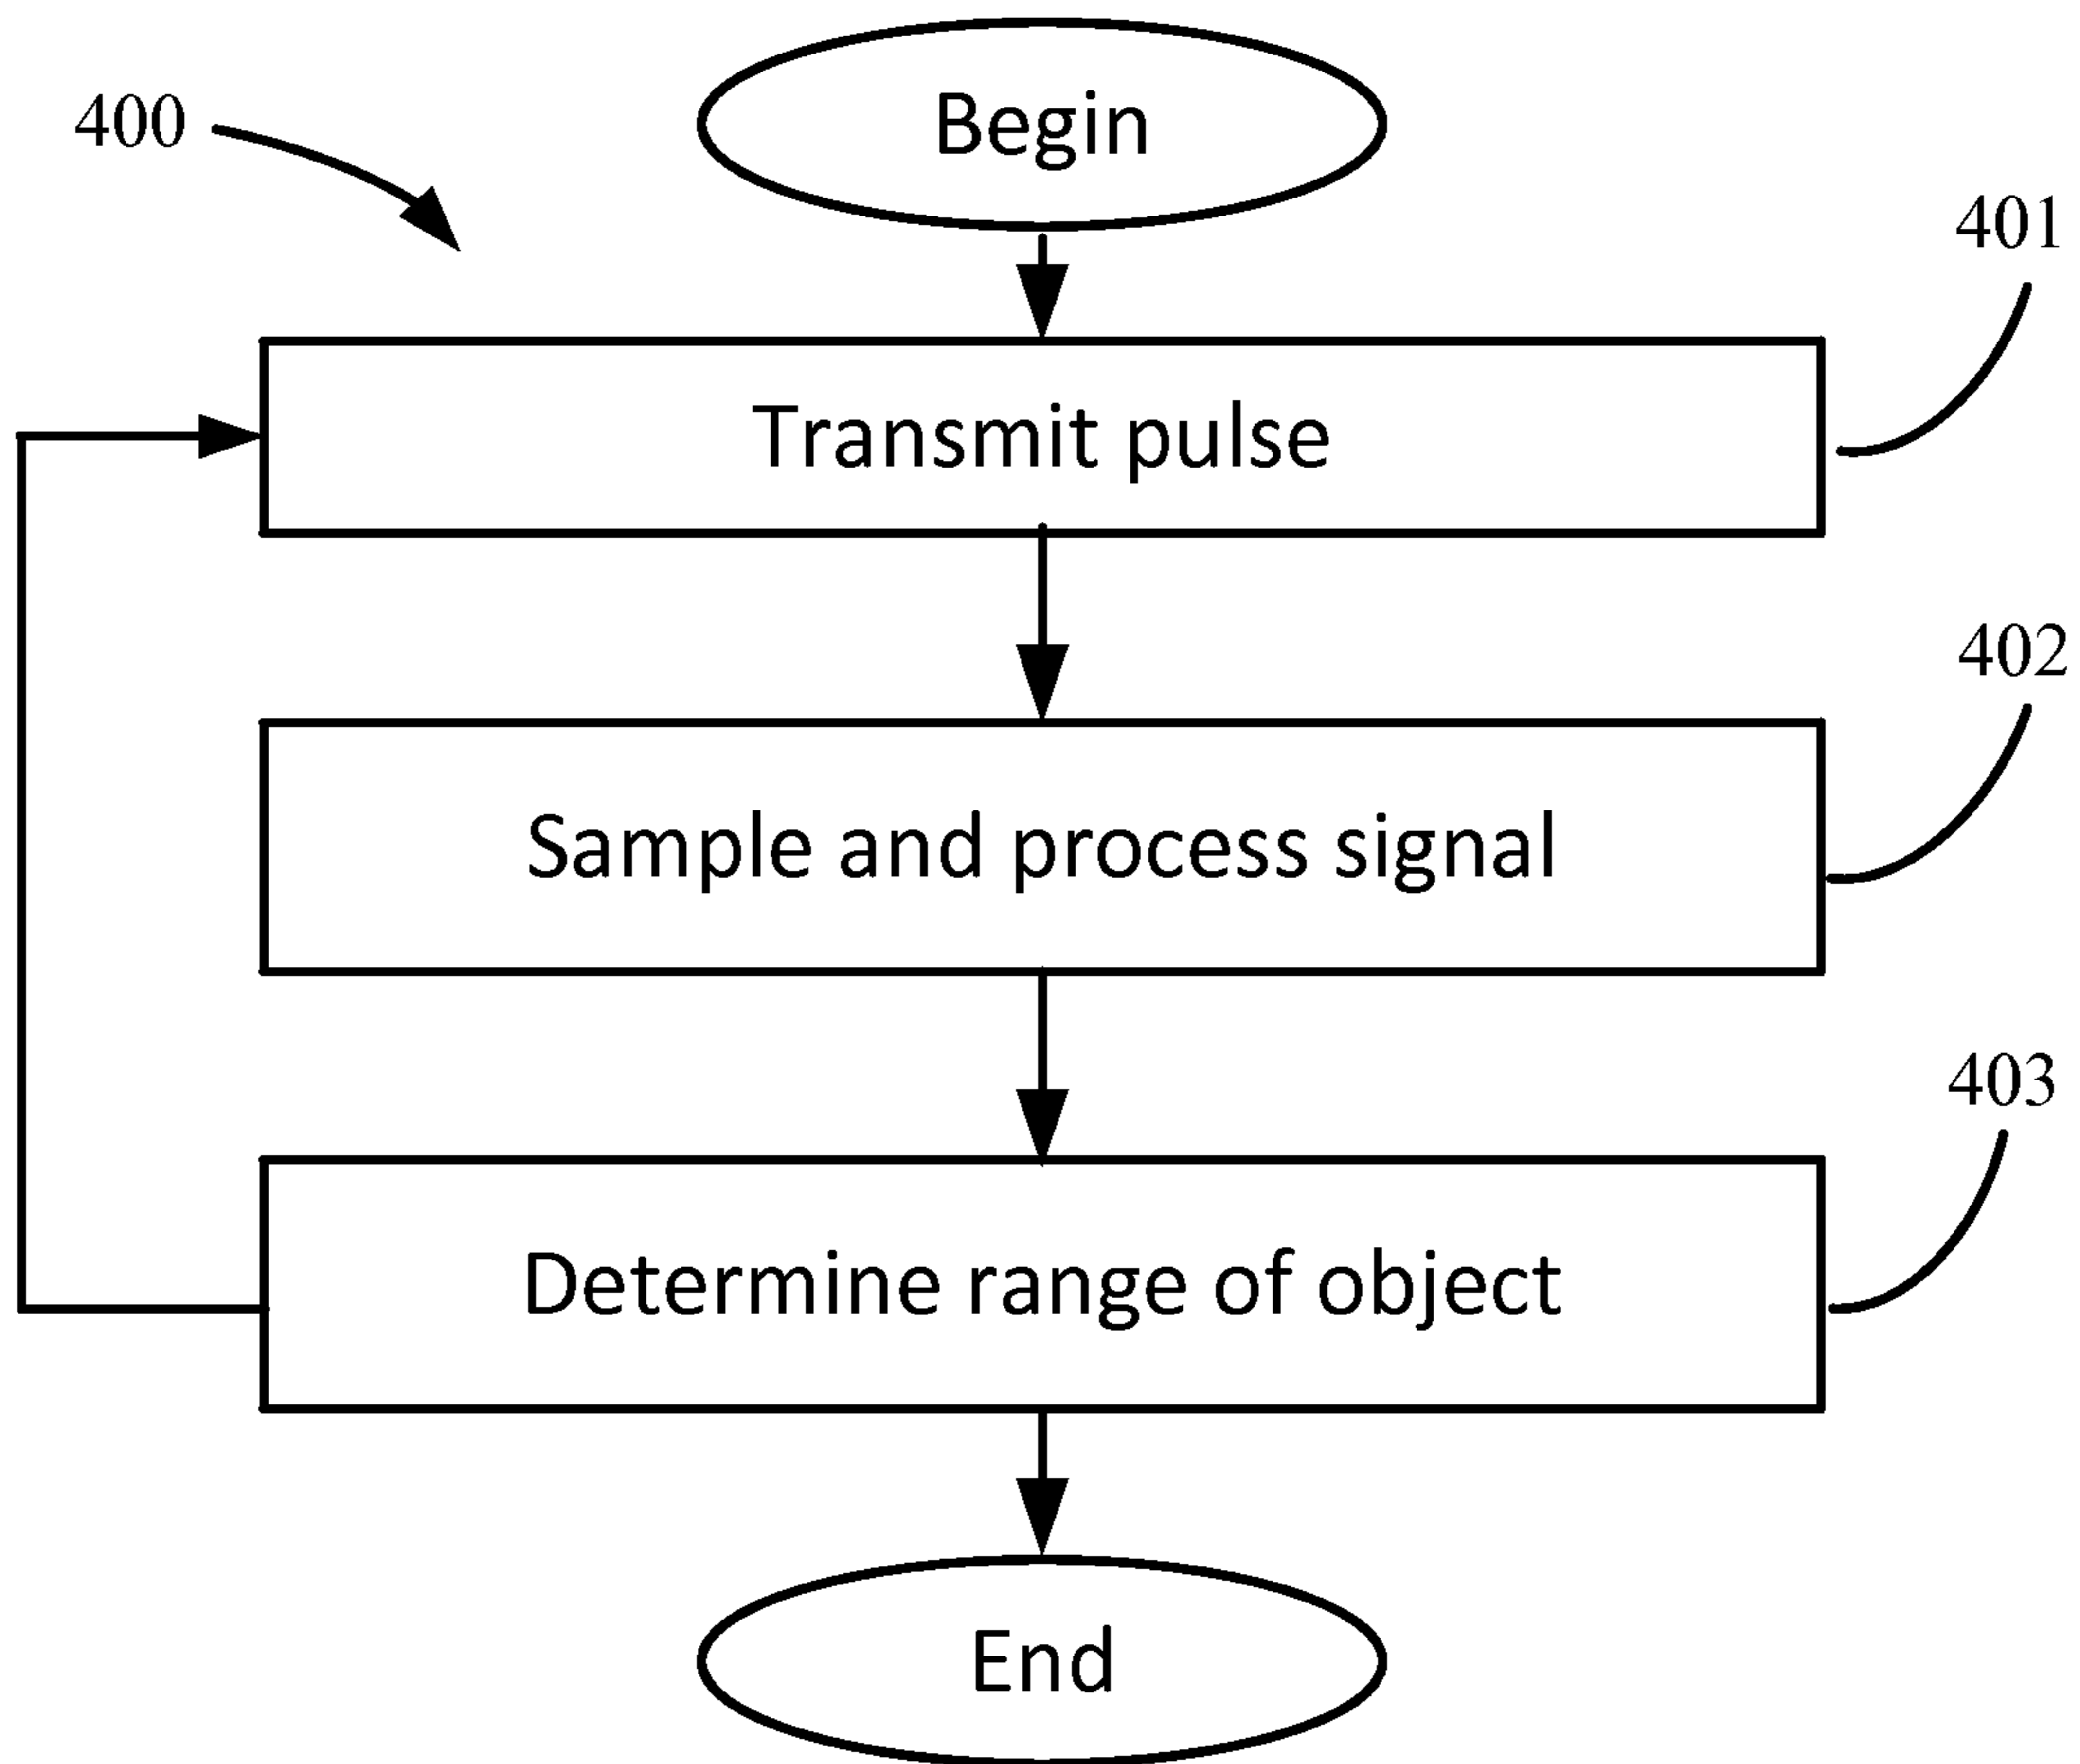 Begin
400
401
Transmit pulse
402
Sample and process signal
403
Determine range of object
End